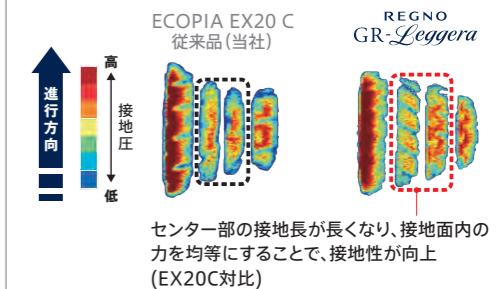 ECOPIA EX20 C
従来品(当社)
REGNO
GR-Leggera
高
進行方向
接地圧
低
センター部の接地長が長くなり、接地面内の
力を均等にすることで、接地性が向上
(EX20C対比)